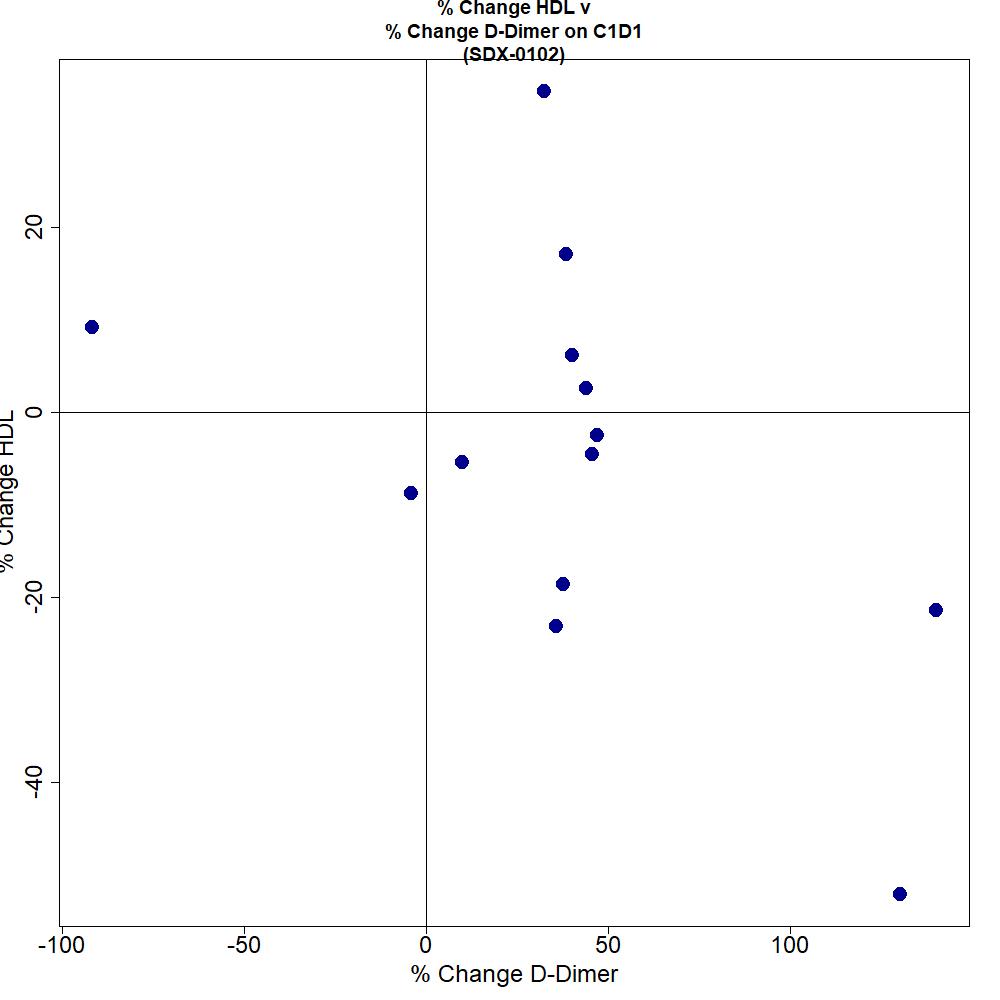 % Change HDL v
% Change D-Dimer on C1D1
(SDX-0102)
20
0
-20
-40
% Change HDL
-100
-50
0
50
100
% Change D-Dimer